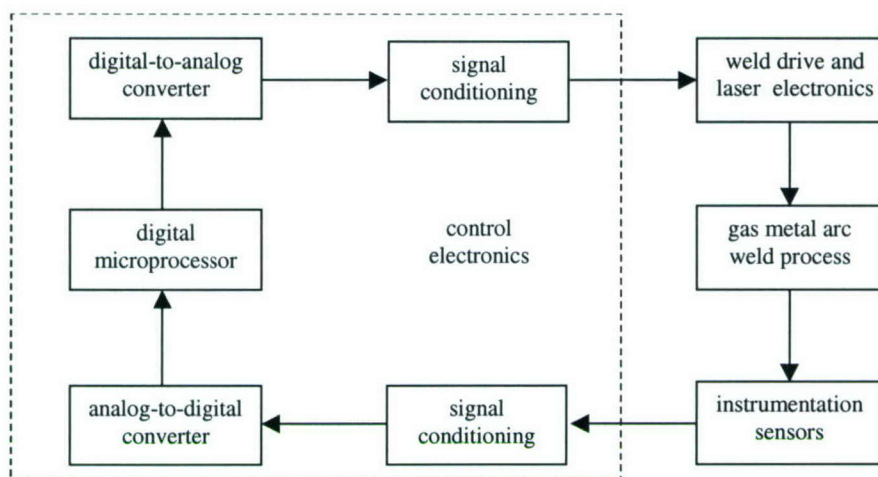 digital-to-analog
converter
signal
conditioning
weld drive and
laser electronics
digital
microprocessor
control
electronics
gas metal arc
weld process
analog-to-digital
converter
signal
conditioning
instrumentation
sensors